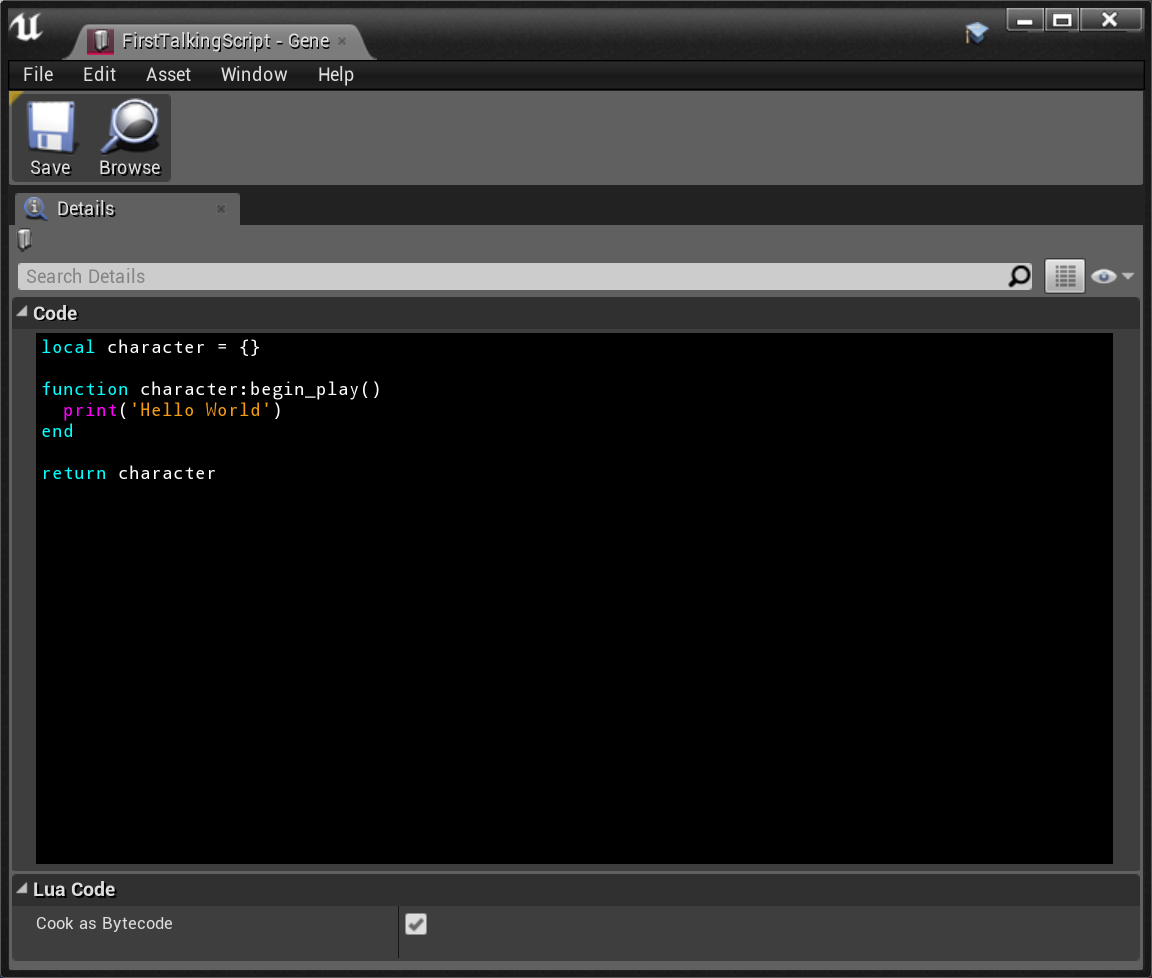 FirstTalkingScript - Gene
File Edit Asset Window Help
Save Browse
Details
Search Details
Code
local character = {}
function character:begin_play()
  print('Hello World')
end
return character
Lua Code
Cook as Bytecode